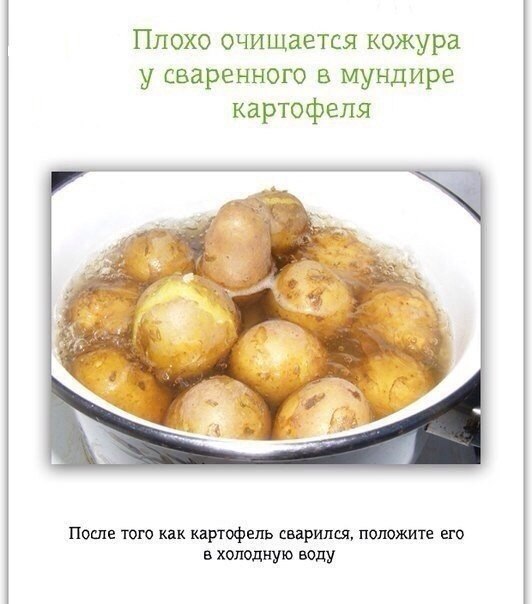 Плохо очищается кожура
у сваренного в мундире
картофеля
После того как картофель сварился, положите его
в холодную воду